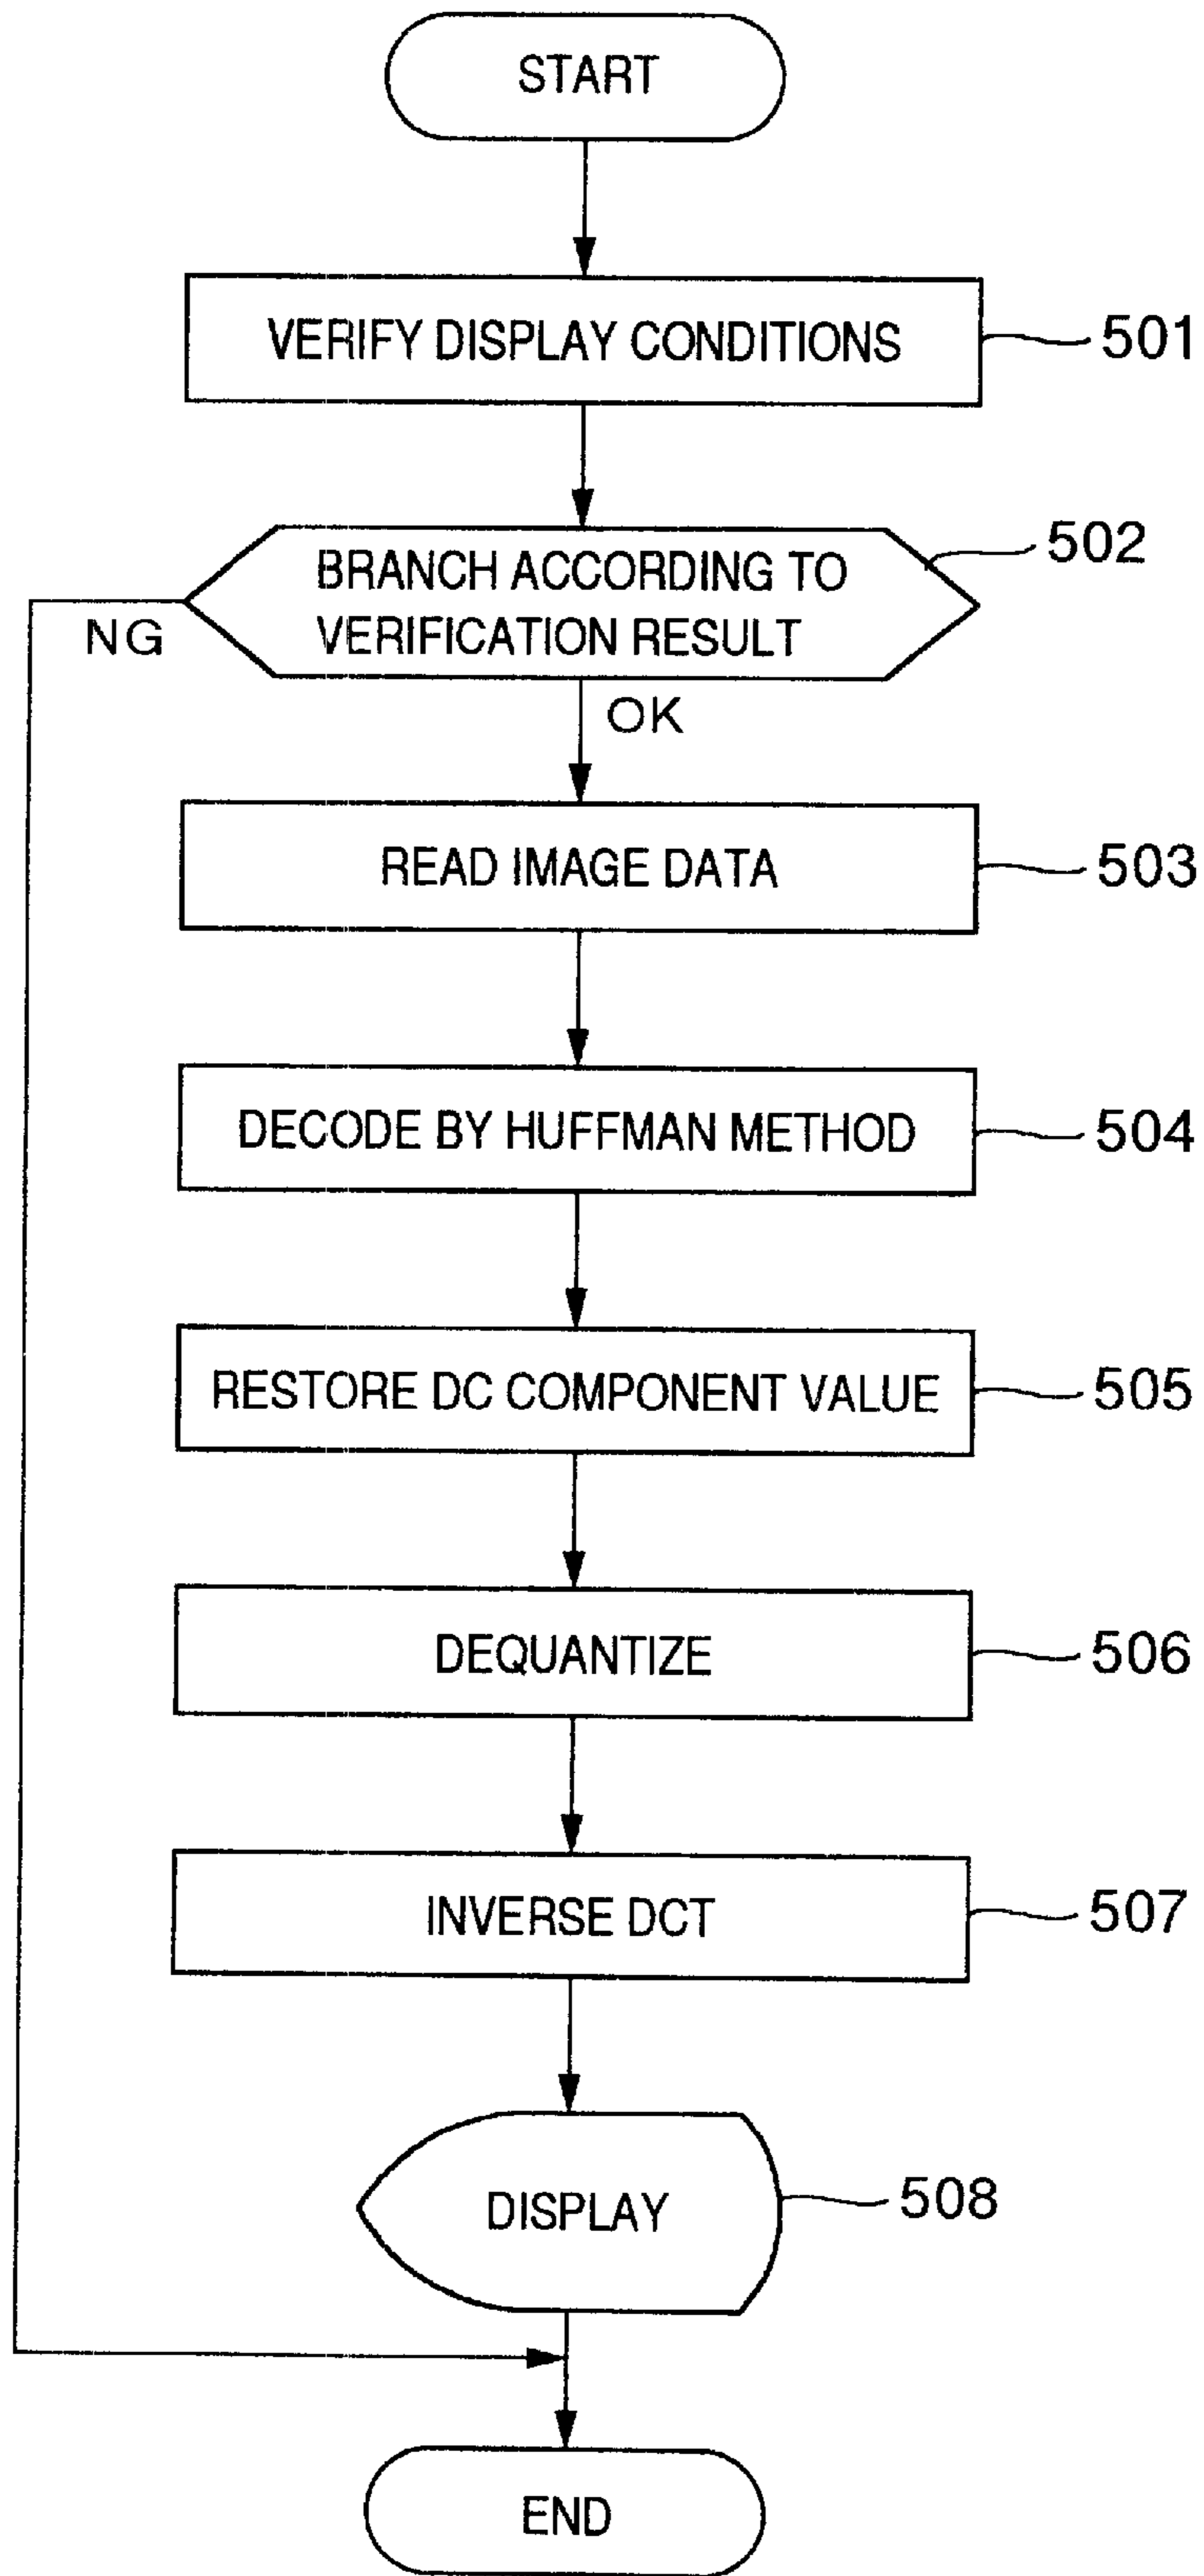 START
VERIFY DISPLAY CONDITIONS
501
BRANCH ACCORDING TO
VERIFICATION RESULT
502
NG
OK
READ IMAGE DATA
503
DECODE BY HUFFMAN METHOD
504
RESTORE DC COMPONENT VALUE
505
DEQUANTIZE
506
INVERSE DCT
507
DISPLAY
508
END